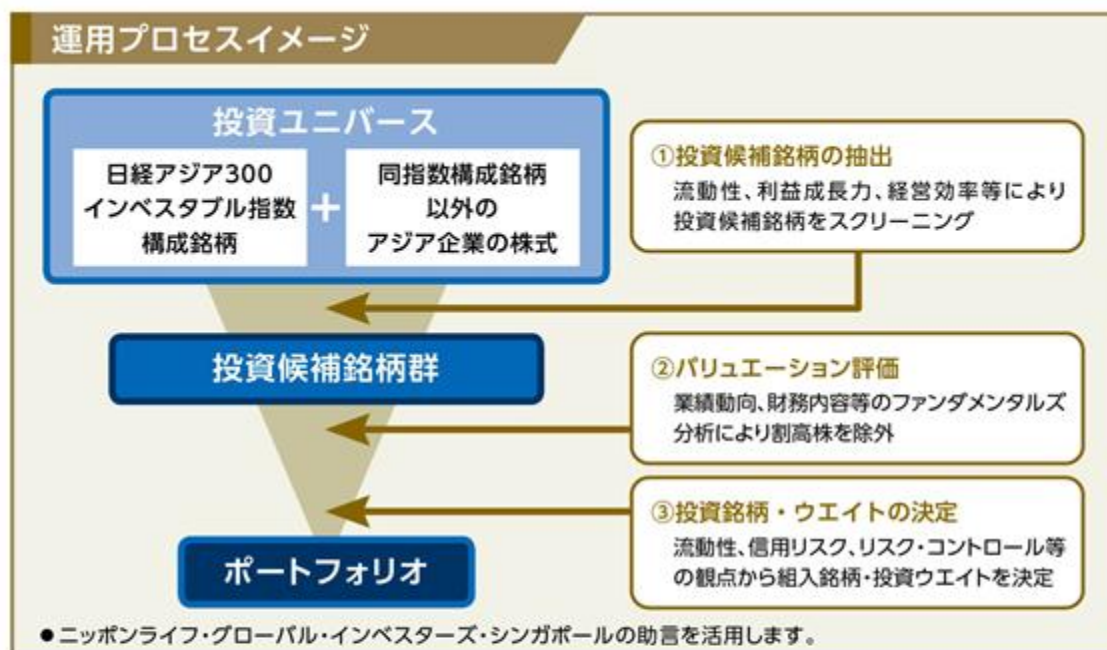 運用プロセスイメージ
投資ユニバース
日経アジア300
インベスタブル指数
構成銘柄
+
同指数構成銘柄
以外の
アジア企業の株式
①投資候補銘柄の抽出
流動性、利益成長力、経営効率等により
投資候補銘柄をスクリーニング
投資候補銘柄群
②バリュエーション評価
業績動向、財務内容等のファンダメンタルズ
分析により割高株を除外
③投資銘柄・ウエイトの決定
流動性、信用リスク、リスク・コントロール等
の観点から組入銘柄・投資ウエイトを決定
ポートフォリオ
●ニッポンライフ・グローバル・インベスターズ・シンガポールの助言を活用します。